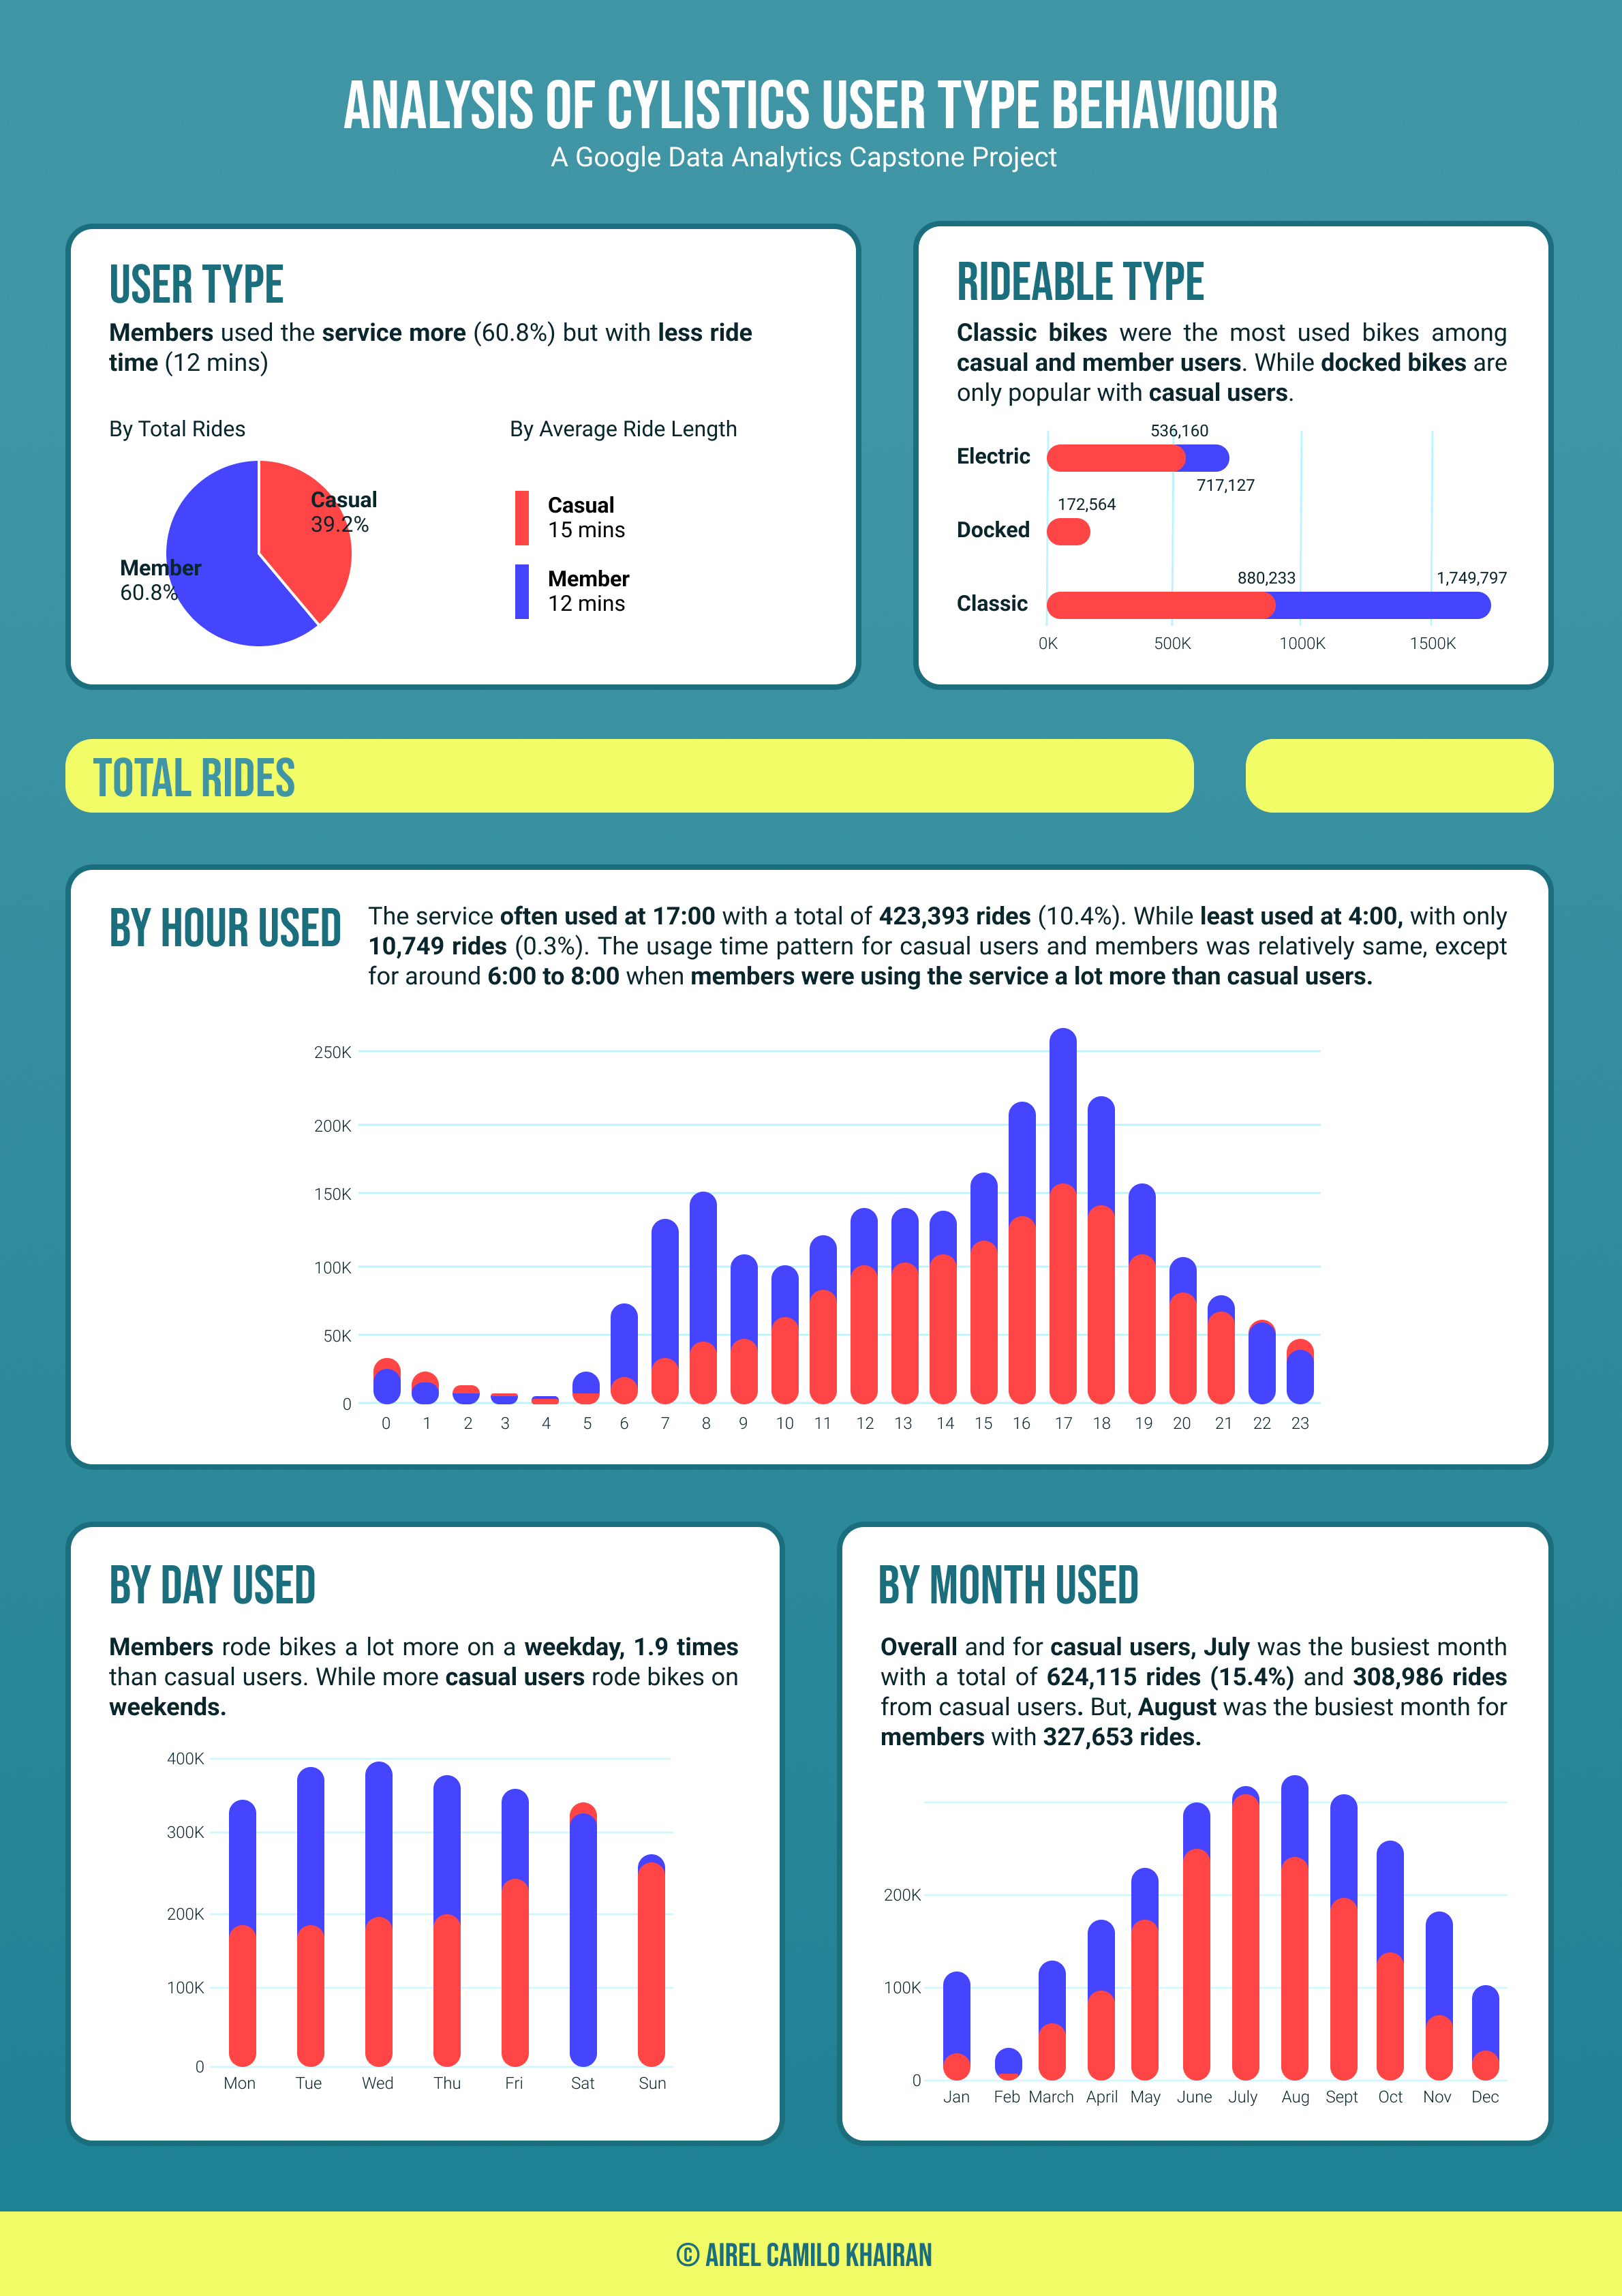 ANALYSIS OF CYLISTICS USER TYPE BEHAVIOUR
A Google Data Analytics Capstone Project
USER TYPE
Members used the service more (60.8%) but with less ride
time (12 mins)
By Total Rides
Casual
39.2%
Member
60.8%
By Average Ride Length
Casual
15 mins
Member
12 mins
RIDEABLE TYPE
Classic bikes were the most used bikes among
casual and member users. While docked bikes are
only popular with casual users.
536,160
Electric
717,127
172,564
Docked
880,233 1,749,797
Classic
0K 500K 1000K 1500K
TOTAL RIDES
BY HOUR USED
The service often used at 17:00 with a total of 423,393 rides (10.4%). While least used at 4:00, with only
10,749 rides (0.3%). The usage time pattern for casual users and members was relatively same, except
for around 6:00 to 8:00 when members were using the service a lot more than casual users.
250K
200K
150K
100K
50K
0
0 1 2 3 4 5 6 7 8 9 10 11 12 13 14 15 16 17 18 19 20 21 22 23
BY DAY USED
Members rode bikes a lot more on a weekday, 1.9 times
than casual users. While more casual users rode bikes on
weekends.
400K
300K
200K
100K
0
Mon Tue Wed Thu Fri Sat Sun
BY MONTH USED
Overall and for casual users, July was the busiest month
with a total of 624,115 rides (15.4%) and 308,986 rides
from casual users. But, August was the busiest month for
members with 327,653 rides.
200K
100K
0
Jan Feb March April May June July Aug Sept Oct Nov Dec
© AIREL CAMILO KHAIRAN